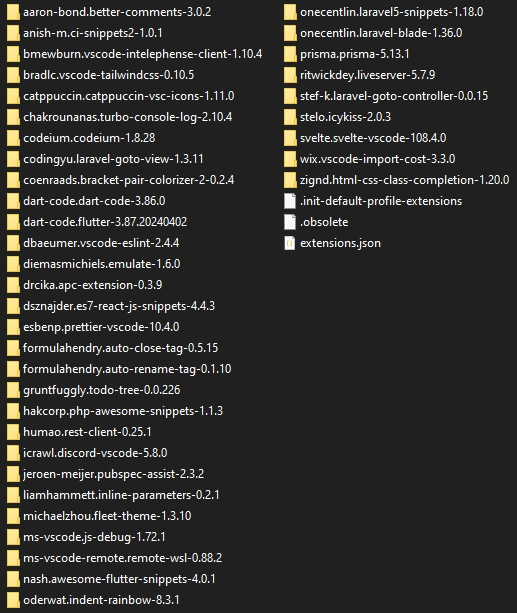 aaron-bond.better-comments-3.0.2
anish-m.ci-snippets2-1.0.1
bmewburn.vscode-intelephense-client-1.10.4
bradlc.vscode-tailwindcss-0.10.5
catppuccin.catppuccin-vsc-icons-1.11.0
chakrounanas.turbo-console-log-2.10.4
codeium.codeium-1.8.28
codingyu.laravel-goto-view-1.3.11
coenraads.bracket-pair-colorizer-2-0.2.4
dart-code.dart-code-3.86.0
dart-code.flutter-3.87.20240402
dbaeumer.vscode-eslint-2.4.4
diemasmichiels.emulate-1.6.0
drcika.apc-extension-0.3.9
dsznajder.es7-react-js-snippets-4.4.3
esbenp.prettier-vscode-10.4.0
formulahendry.auto-close-tag-0.5.15
formulahendry.auto-rename-tag-0.1.10
gruntfuggly.todo-tree-0.0.226
hakcorp.php-awesome-snippets-1.1.3
humao.rest-client-0.25.1
icrawl.discord-vscode-5.8.0
jeroen-meijer.pubspec-assist-2.3.2
liamhammett.inline-parameters-0.2.1
michaelzhou.fleet-theme-1.3.10
ms-vscode.js-debug-1.72.1
ms-vscode-remote.remote-wsl-0.88.2
nash.awesome-flutter-snippets-4.0.1
oderwat.indent-rainbow-8.3.1
onecentlin.laravel5-snippets-1.18.0
onecentlin.laravel-blade-1.36.0
prisma.prisma-5.13.1
ritwickdey.liveserver-5.7.9
stef-k.laravel-goto-controller-0.0.15
stelo.icykiss-2.0.3
svelte.svelte-vscode-108.4.0
wix.vscode-import-cost-3.3.0
zignd.html-css-class-completion-1.20.0
.init-default-profile-extensions
.obsolete
extensions.json